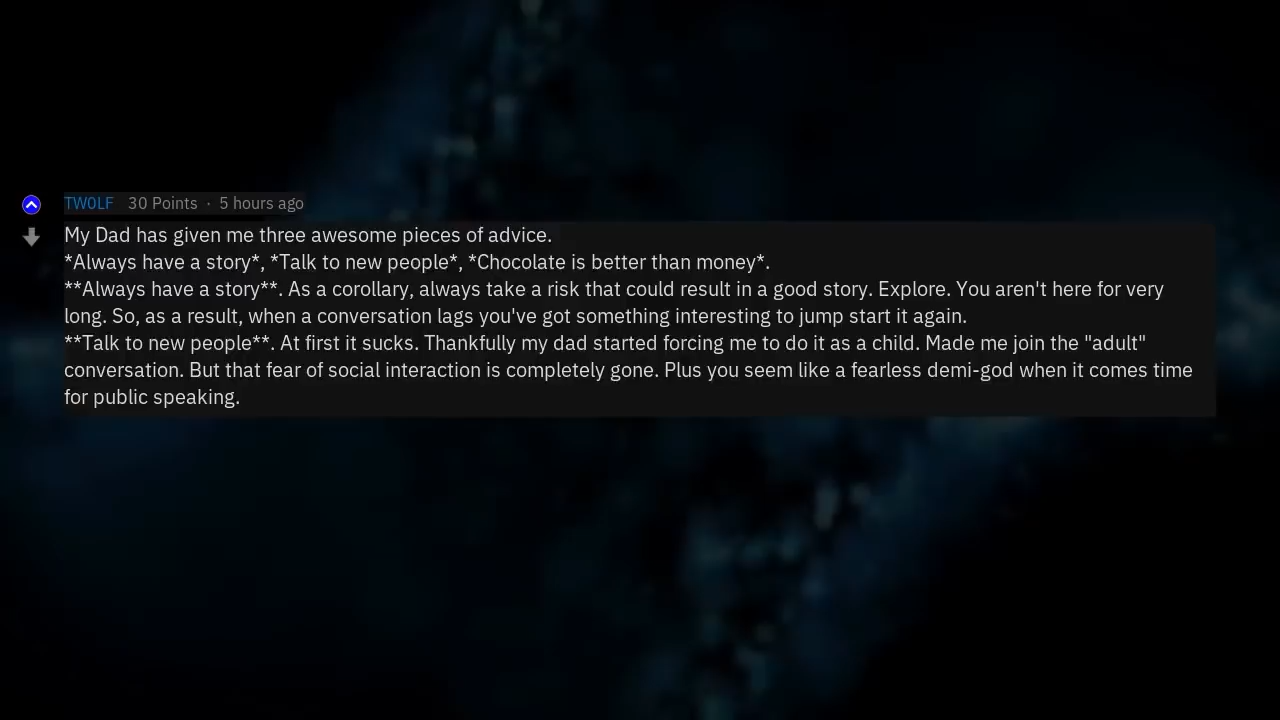 TW0LF 30 Points · 5 hours ago
My Dad has given me three awesome pieces of advice.
*Always have a story*, *Talk to new people*, *Chocolate is better than money*.
**Always have a story**. As a corollary, always take a risk that could result in a good story. Explore. You aren't here for very
long. So, as a result, when a conversation lags you've got something interesting to jump start it again.
**Talk to new people**. At first it sucks. Thankfully my dad started forcing me to do it as a child. Made me join the "adult"
conversation. But that fear of social interaction is completely gone. Plus you seem like a fearless demi-god when it comes time
for public speaking.